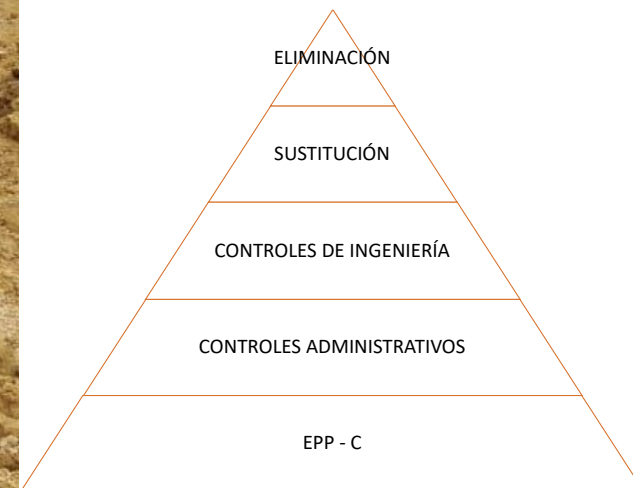 ELIMINACIÓN
SUSTITUCIÓN
CONTROLES DE INGENIERÍA
CONTROLES ADMINISTRATIVOS
EPP - C